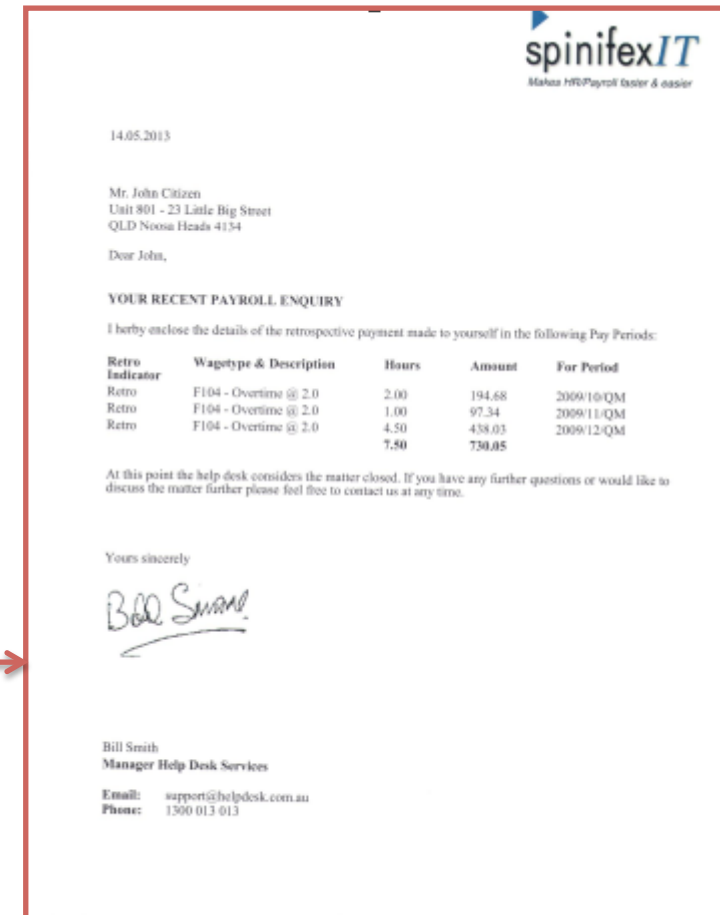 spinifexIT
Makes HR/Payroll faster & easier
14.05.2013
Mr. John Citizen
Unit 801 - 23 Little Big Street
QLD Noosa Heads 4134
Dear John,
YOUR RECENT PAYROLL ENQUIRY
I herby enclose the details of the retrospective payment made to yourself in the following Pay Periods:
Retro Indicator Wagetype & Description Hours Amount For Period
Retro F104 - Overtime @ 2.0 2.00 194.68 2009/10/QM
Retro F104 - Overtime @ 2.0 1.00 97.34 2009/11/QM
Retro F104 - Overtime @ 2.0 4.50 438.03 2009/12/QM
7.50 730.05
At this point the help desk considers the matter closed. If you have any further questions or would like to
discuss the matter further please feel free to contact us at any time.
Yours sincerely
Bill Smith
Manager Help Desk Services
Email: support@helpdesk.com.au
Phone: 1300 013 013